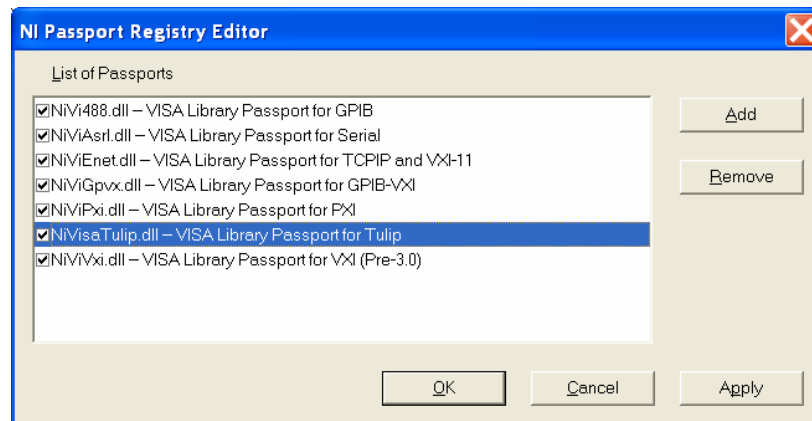 NI Passport Registry Editor
List of Passports
NiVi488.dll – VISA Library Passport for GPIB
NiViAsrl.dll – VISA Library Passport for Serial
NiViEnet.dll – VISA Library Passport for TCPIP and VXI-11
NiViGpvx.dll – VISA Library Passport for GPIB-VXI
NiViPxi.dll – VISA Library Passport for PXI
NiVisaTulip.dll – VISA Library Passport for Tulip
NiViVxi.dll – VISA Library Passport for VXI (Pre-3.0)
Add
Remove
OK
Cancel
Apply